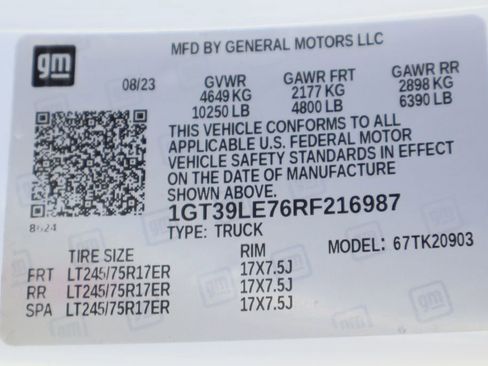 gm
MFD BY GENERAL MOTORS LLC
08/23
GVWR GAWR FRT GAWR RR
4649 KG 2177 KG 2898 KG
10250 LB 4800 LB 6390 LB
THIS VEHICLE CONFORMS TO ALL
APPLICABLE U.S. FEDERAL MOTOR
VEHICLE SAFETY STANDARDS IN EFFECT
ON THE DATE OF MANUFACTURE
SHOWN ABOVE.
1GT39LE76RF216987
8624
TYPE: TRUCK MODEL: 67TK20903
TIRE SIZE RIM
FRT LT245/75R17ER 17X7.5J
RR LT245/75R17ER 17X7.5J
SPA LT245/75R17ER 17X7.5J